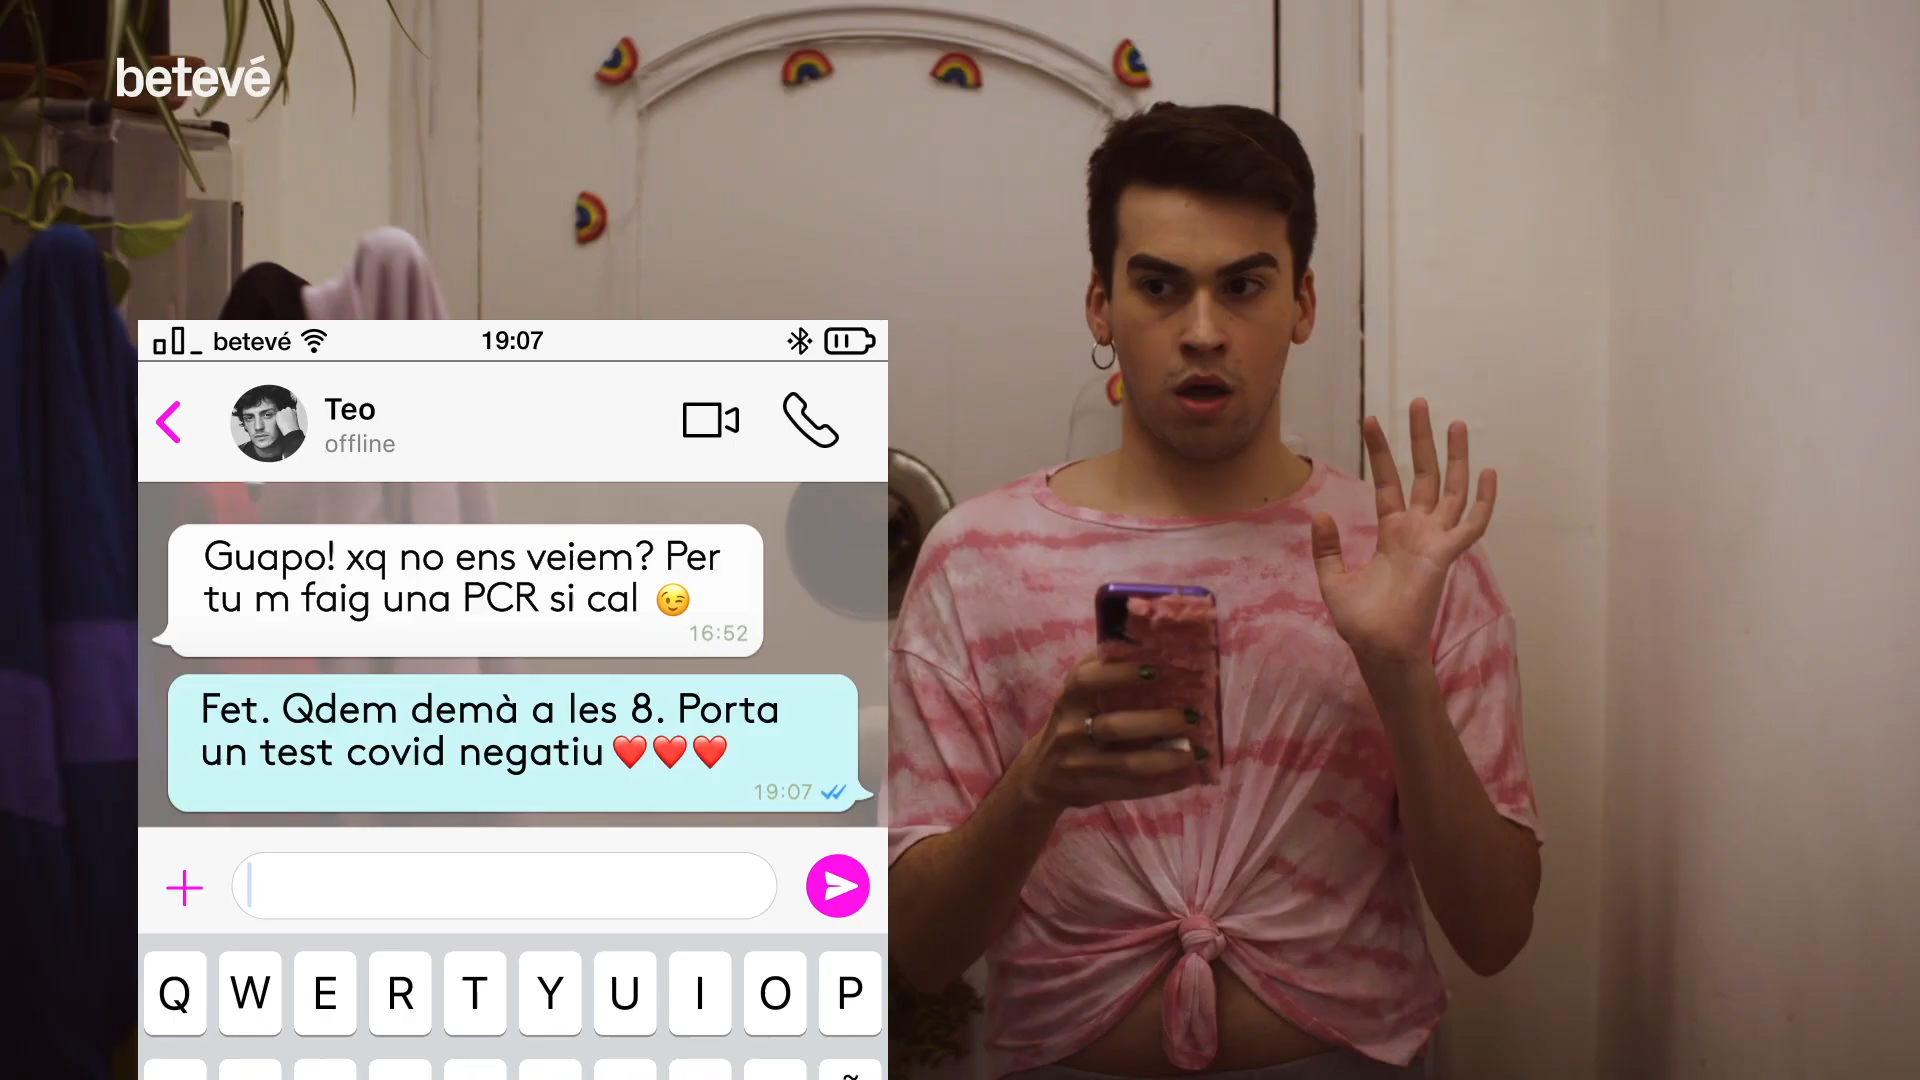 betevé
betevé 19:07
Teo
offline
Guapo! xq no ens veiem? Per
tu m faig una PCR si cal 😉
16:52
Fet. Qdem demà a les 8. Porta
un test covid negatiu ❤️❤️❤️
19:07
Q W E R T Y U I O P